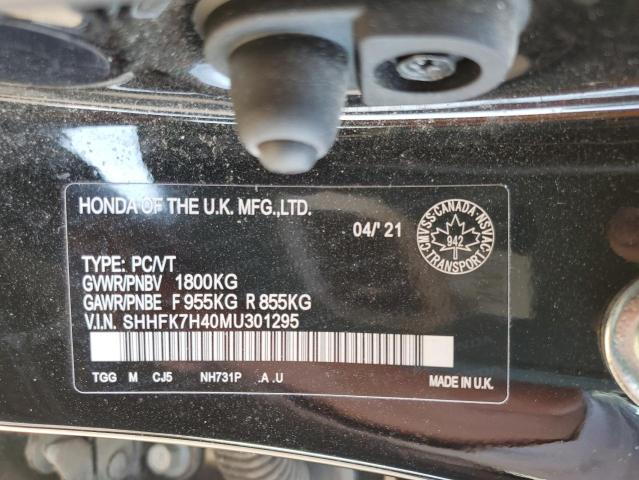 HONDA OF THE U.K. MFG.,LTD.
04/' 21
CMVSS·CANADA·NSVAC
942
TRANSPORT
TYPE: PC/VT
GVWR/PNBV 1800KG
GAWR/PNBE F 955KG R 855KG
V.I.N. SHHFK7H40MU301295
TGG M CJ5 NH731P .A .U
MADE IN U.K.